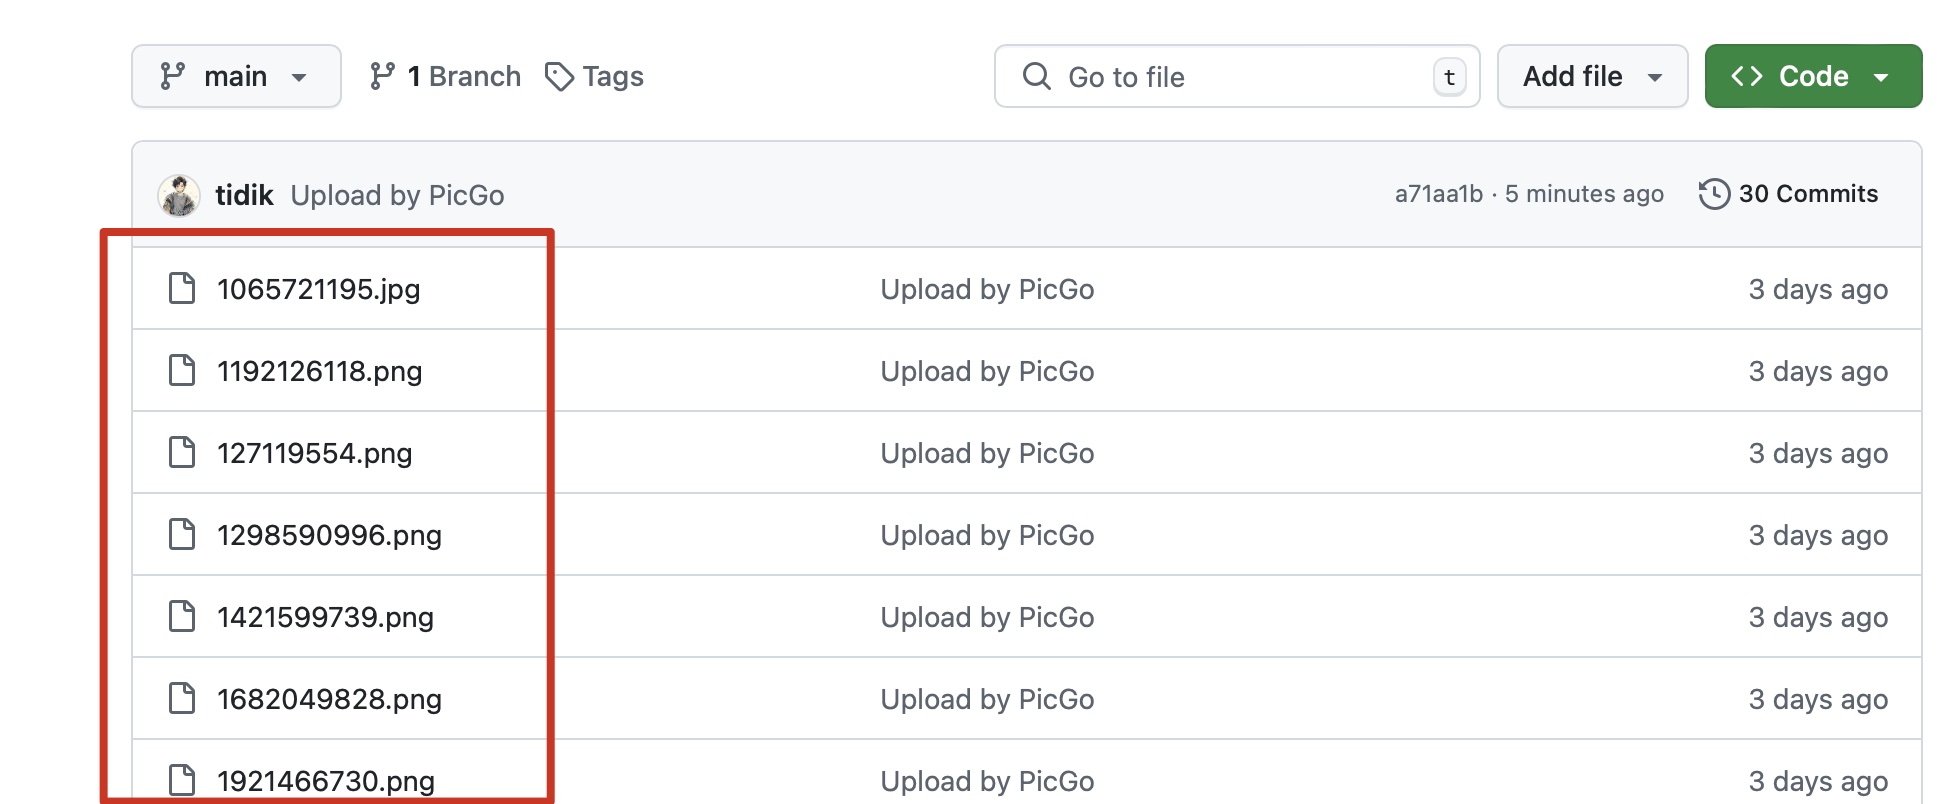 main 1 Branch Tags Go to file t Add file Code
tidik Upload by PicGo a71aa1b · 5 minutes ago 30 Commits
1065721195.jpg Upload by PicGo 3 days ago
1192126118.png Upload by PicGo 3 days ago
127119554.png Upload by PicGo 3 days ago
1298590996.png Upload by PicGo 3 days ago
1421599739.png Upload by PicGo 3 days ago
1682049828.png Upload by PicGo 3 days ago
1921466730.png Upload by PicGo 3 days ago